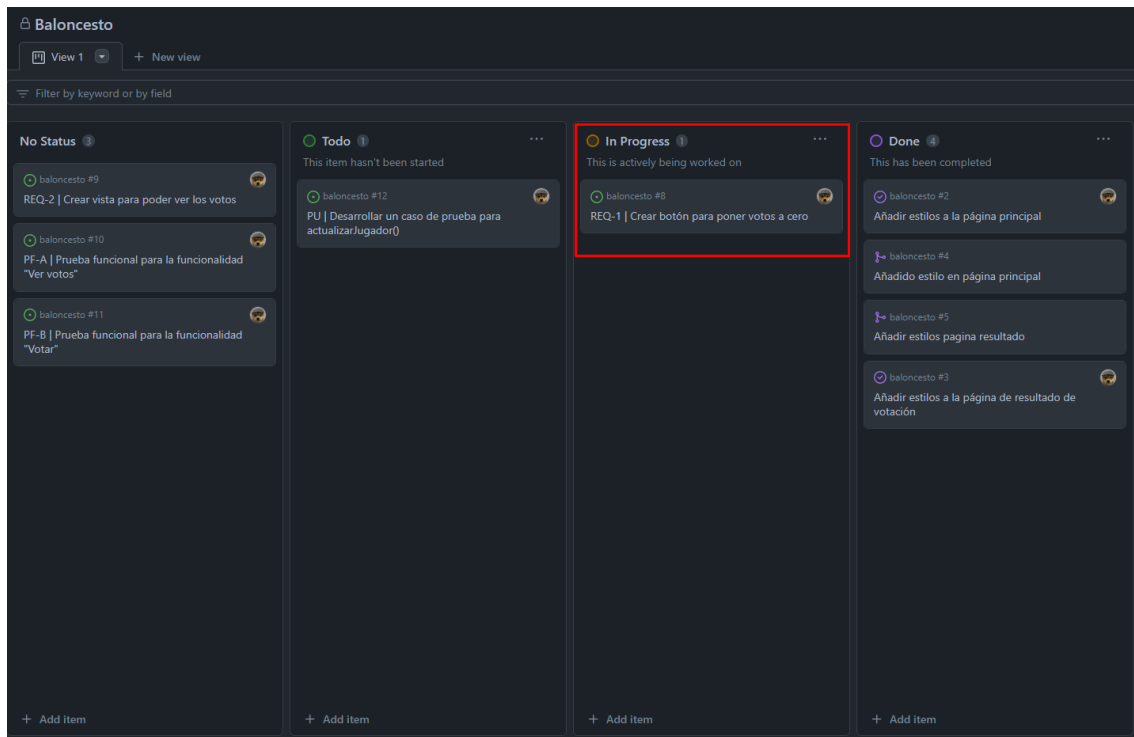 Baloncesto
View 1
+ New view
Filter by keyword or by field
No Status 3
baloncesto #9
REQ-2 | Crear vista para poder ver los votos
baloncesto #10
PF-A | Prueba funcional para la funcionalidad
"Ver votos"
baloncesto #11
PF-B | Prueba funcional para la funcionalidad
"Votar"
+ Add item
Todo 1
This item hasn't been started
baloncesto #12
PU | Desarrollar un caso de prueba para
actualizarJugador()
+ Add item
In Progress 1
This is actively being worked on
baloncesto #8
REQ-1 | Crear botón para poner votos a cero
+ Add item
Done 4
This has been completed
baloncesto #2
Añadir estilos a la página principal
baloncesto #4
Añadido estilo en página principal
baloncesto #5
Añadir estilos pagina resultado
baloncesto #3
Añadir estilos a la página de resultado de
votación
+ Add item